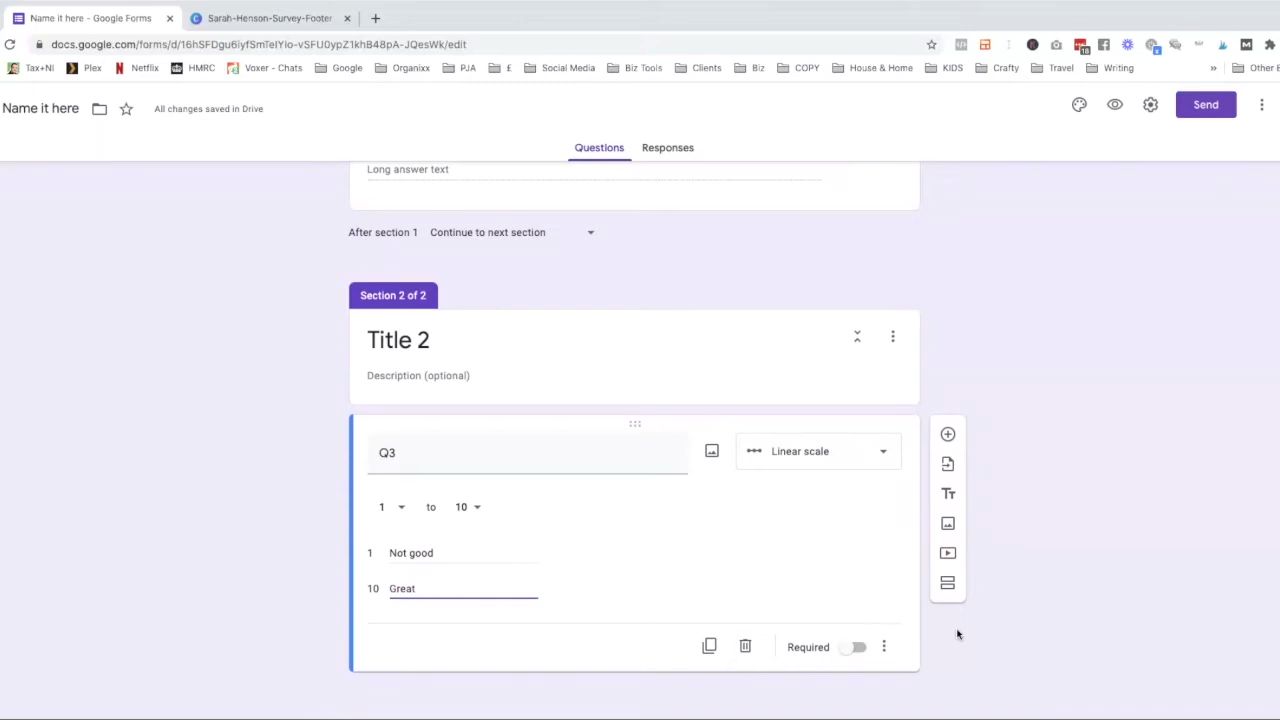 Name it here - Google Forms
Sarah-Henson-Survey-Footer
docs.google.com/forms/d/16hSFDgu6iyfSmTeIYIo-vSFU0ypZ1khB48pA-JQesWk/edit
Tax+NI Plex Netflix HMRC Voxer - Chats Google Organixx PJA £ Social Media Biz Tools Clients Biz COPY House & Home KIDS Crafty Travel Writing » Other B
Name it here All changes saved in Drive Send
Questions Responses
Long answer text
After section 1 Continue to next section
Section 2 of 2
Title 2
Description (optional)
Q3 Linear scale
1 to 10
1 Not good
10 Great
Required